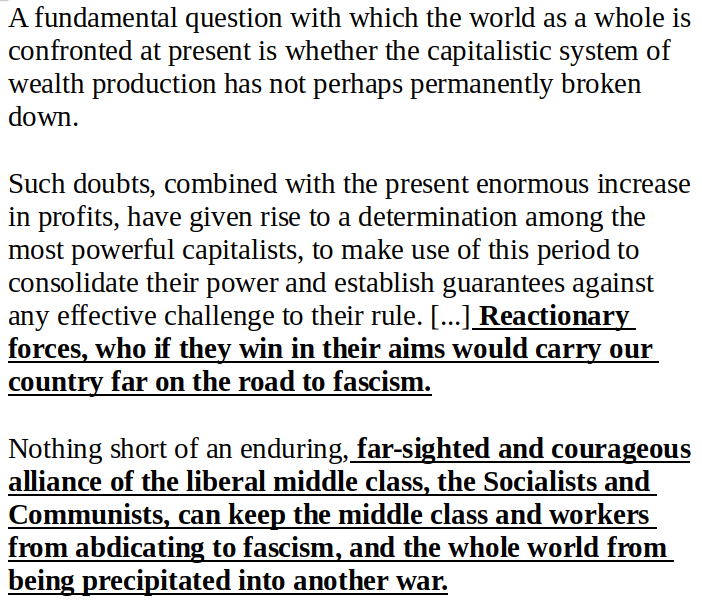 A fundamental question with which the world as a whole is
confronted at present is whether the capitalistic system of
wealth production has not perhaps permanently broken
down.
Such doubts, combined with the present enormous increase
in profits, have given rise to a determination among the
most powerful capitalists, to make use of this period to
consolidate their power and establish guarantees against
any effective challenge to their rule. [...] Reactionary
forces, who if they win in their aims would carry our
country far on the road to fascism.
Nothing short of an enduring, far-sighted and courageous
alliance of the liberal middle class, the Socialists and
Communists, can keep the middle class and workers
from abdicating to fascism, and the whole world from
being precipitated into another war.